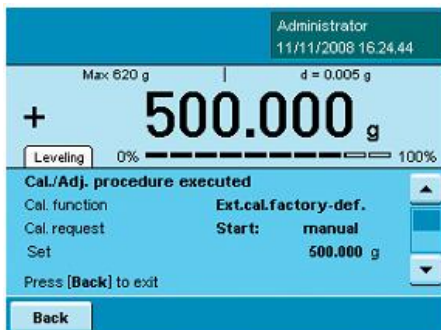 Administrator
11/11/2008 16.24.44
Max 620 g d = 0.005 g
+ 500.000 g
Leveling 0% 100%
Cal./Adj. procedure executed
Cal. function Ext.cal.factory-def.
Cal. request Start: manual
Set 500.000 g
Press [Back] to exit
Back